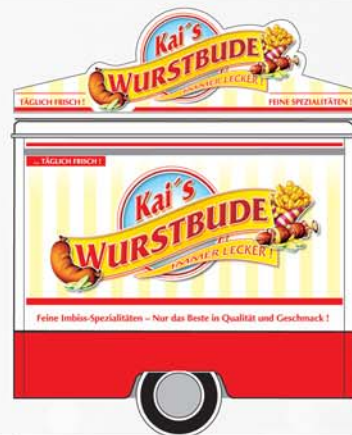 Kai´s
WURSTBUDE
IMMER LECKER !
TÄGLICH FRISCH !
FEINE SPEZIALITÄTEN !
... TÄGLICH FRISCH !
Kai´s
WURSTBUDE
IMMER LECKER !
Feine Imbiss-Spezialitäten – Nur das Beste in Qualität und Geschmack !